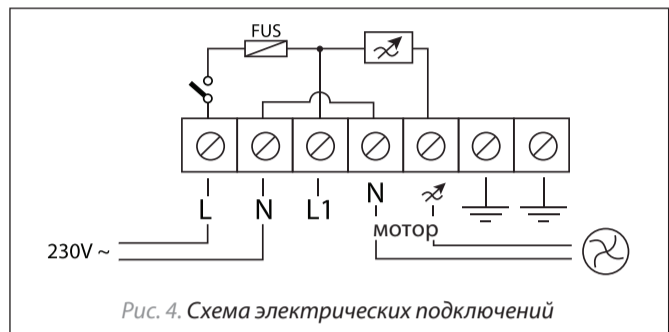 FUS
L N L1 N
мотор
230V ~
Рис. 4. Схема электрических подключений